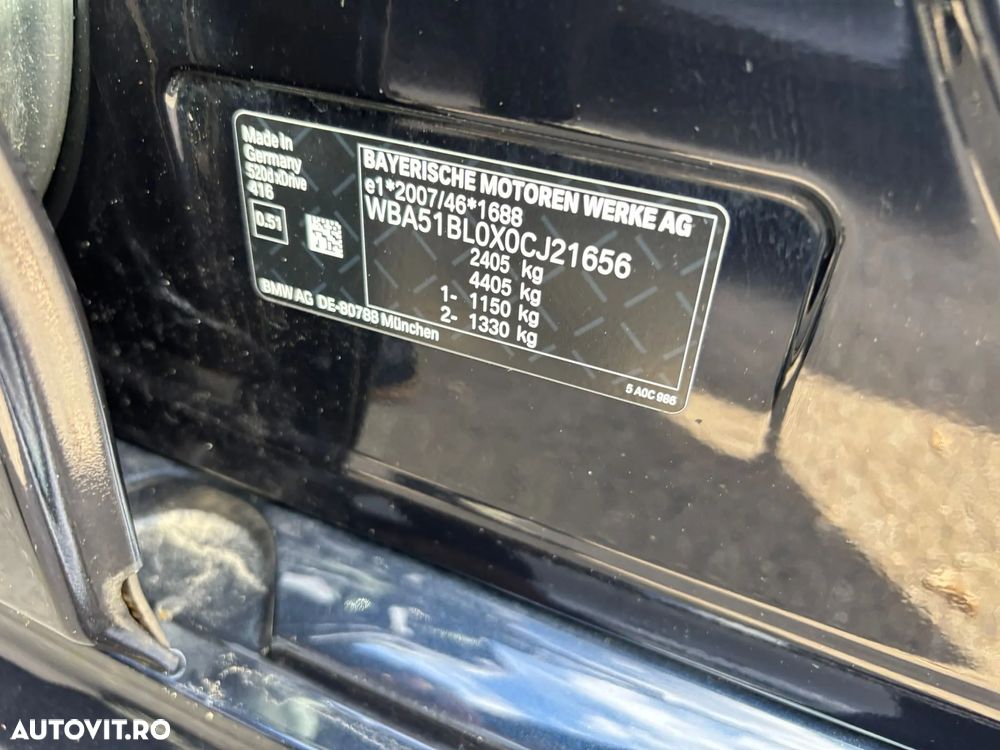 Made in
Germany
520d xDrive
416
0.51
BAYERISCHE MOTOREN WERKE AG
e1*2007/46*1688
WBA51BL0X0CJ21656
2405 kg
4405 kg
1- 1150 kg
2- 1330 kg
BMW AG DE-80788 München
5 A0C 986
AUTOVIT.RO